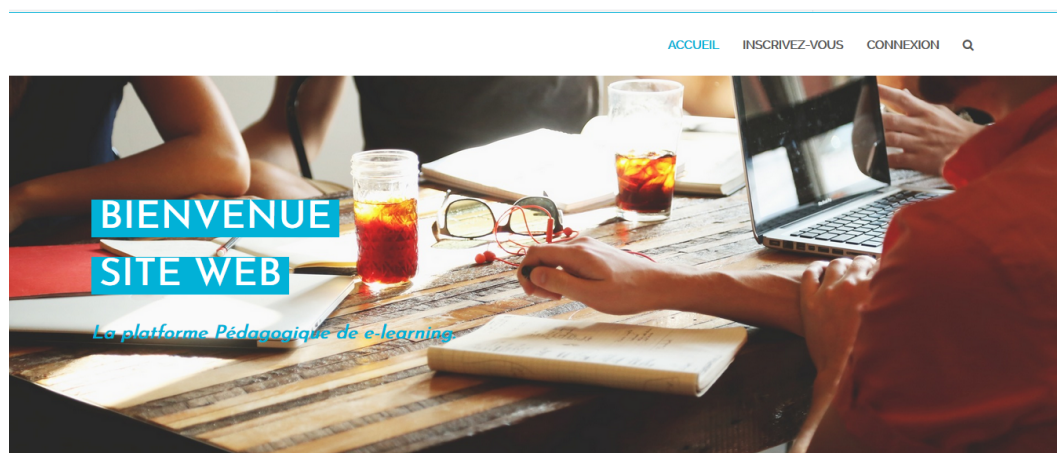 ACCUEIL INSCRIVEZ-VOUS CONNEXION
BIENVENUE
SITE WEB
La platforme Pédagogique de e-learning.